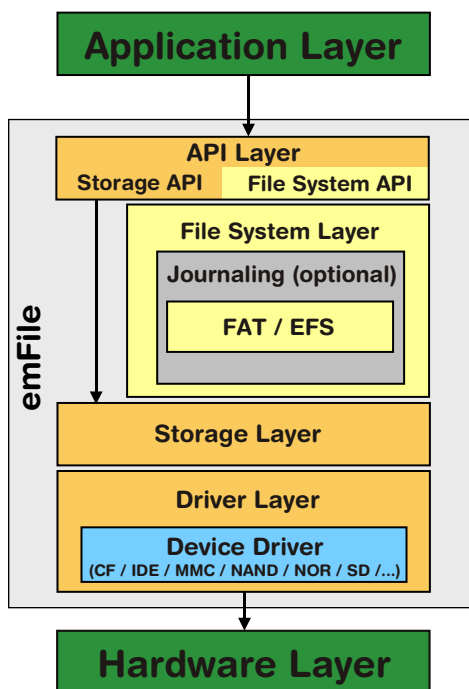 Application Layer
API Layer
Storage API
File System API
File System Layer
Journaling (optional)
FAT / EFS
emFile
Storage Layer
Driver Layer
Device Driver
(CF / IDE / MMC / NAND / NOR / SD /...)
Hardware Layer